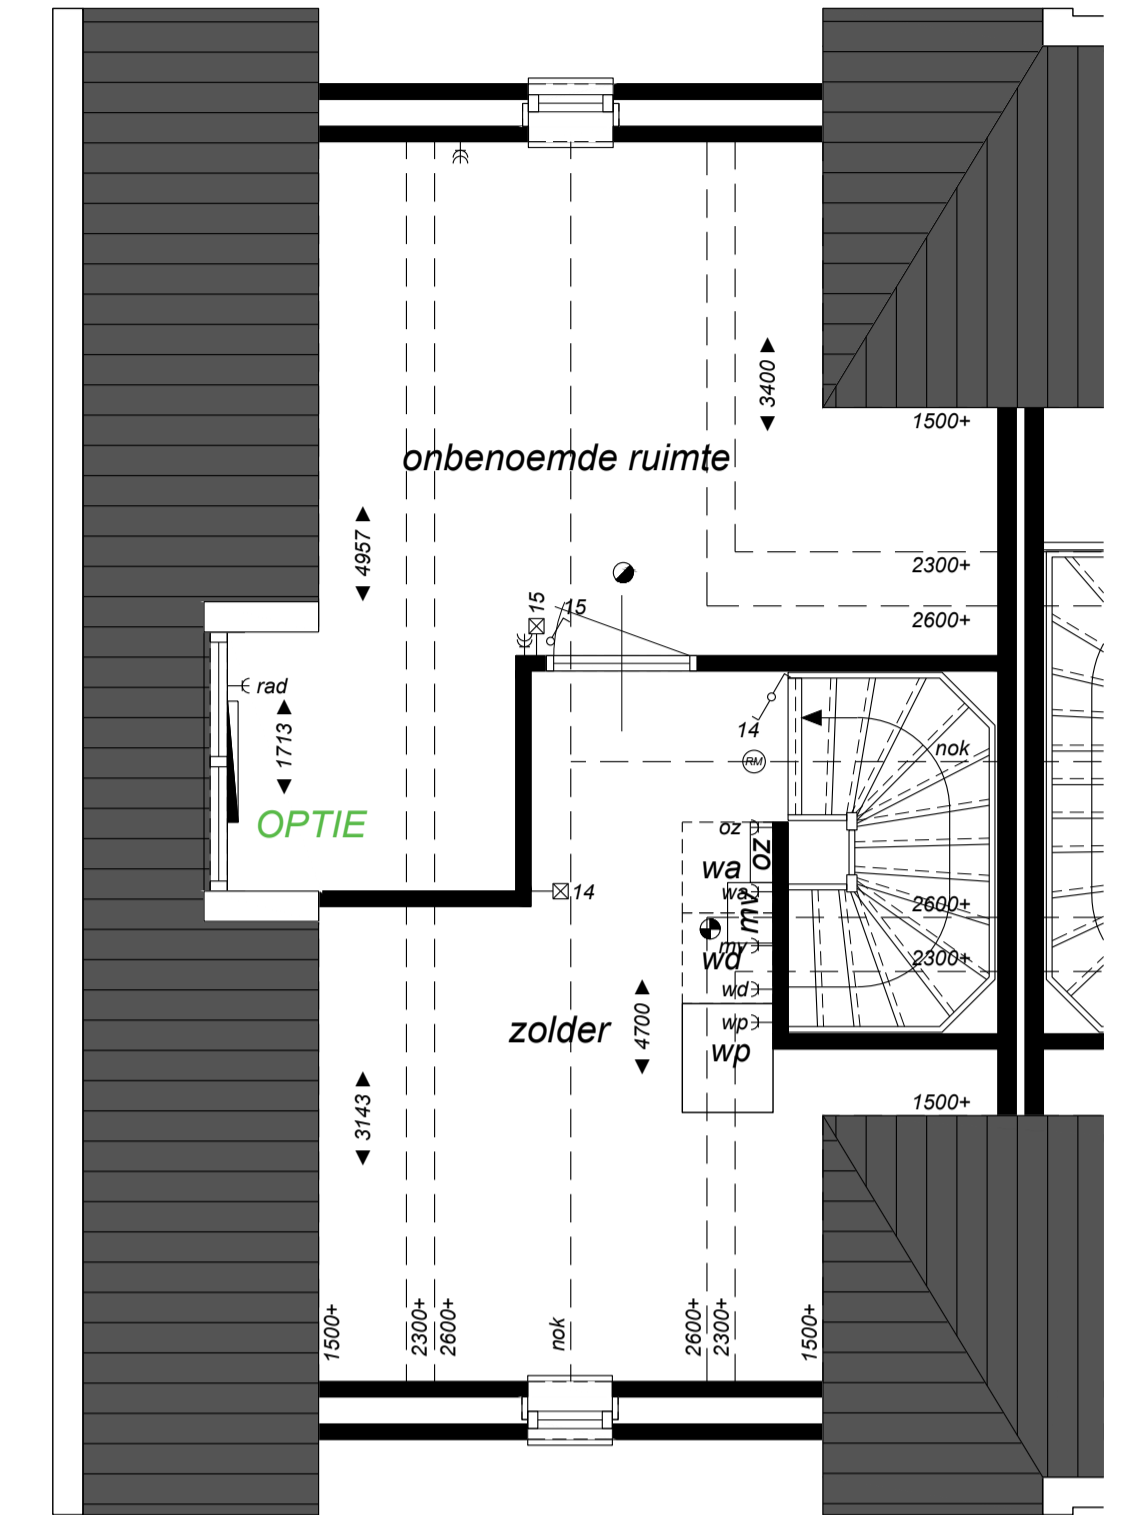 3400
1500+
onbenoemde ruimte
4957
2300+
15
15
2600+
rad
1713
14
nok
RM
OPTIE
oz
oz
wa
wa
14
mv
2600+
mv
wd
2300+
wd
zolder
4700
wp
wp
3143
1500+
1500+
2300+
2600+
nok
2600+
2300+
1500+